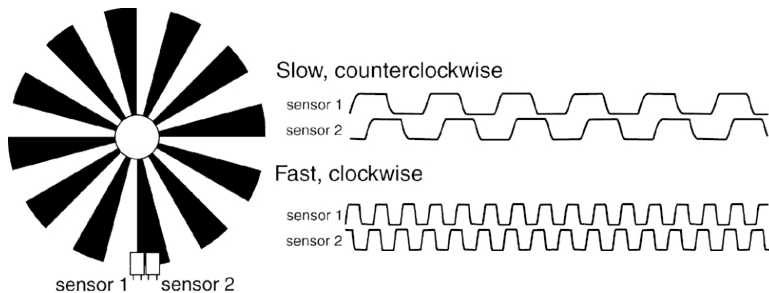 Slow, counterclockwise
sensor 1
sensor 2
Fast, clockwise
sensor 1
sensor 2
sensor 1 sensor 2